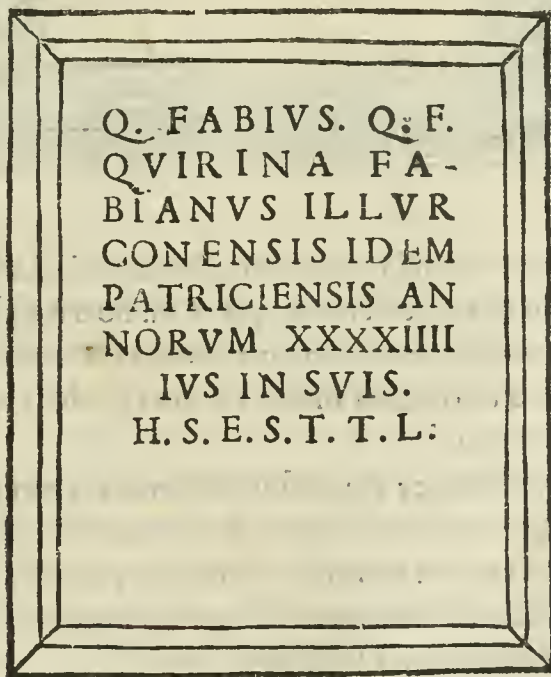 Q. FABIVS. Q. F.
QVIRINA FA-
BIANVS ILLVR
CONENSIS IDEM
PATRICIENSIS AN
NORVM XXXXIIII
IVS IN SVIS.
H. S. E. S. T. T. L.